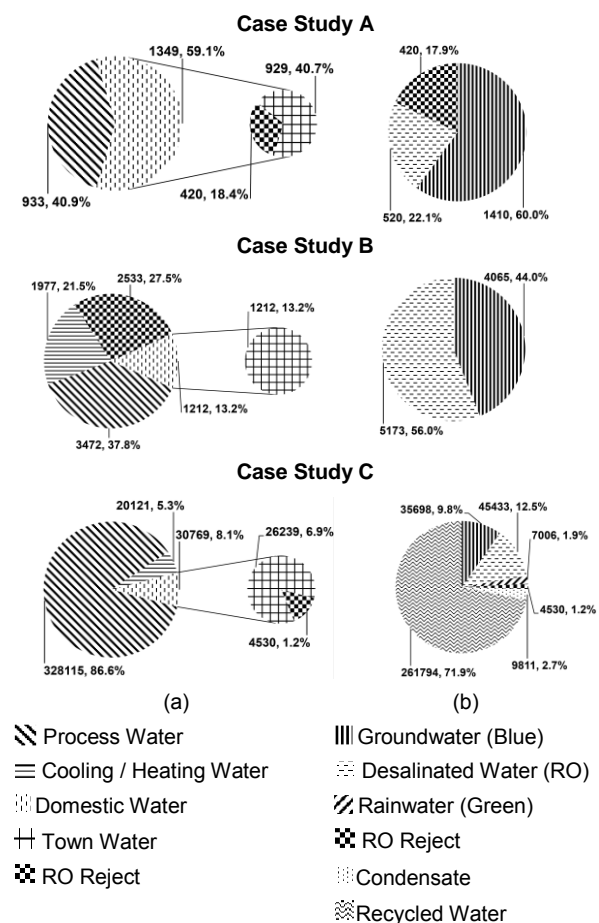 Case Study A
1349, 59.1%
929, 40.7%
420, 17.9%
933, 40.9%
420, 18.4%
520, 22.1%
1410, 60.0%
Case Study B
1977, 21.5%
2533, 27.5%
1212, 13.2%
4065, 44.0%
1212, 13.2%
3472, 37.8%
5173, 56.0%
Case Study C
20121, 5.3%
30769, 8.1%
26239, 6.9%
35698, 9.8%
45433, 12.5%
7006, 1.9%
4530, 1.2%
4530, 1.2%
328115, 86.6%
261794, 71.9%
9811, 2.7%
(a)
(b)
Process Water
Cooling / Heating Water
Domestic Water
Town Water
RO Reject
Groundwater (Blue)
Desalinated Water (RO)
Rainwater (Green)
RO Reject
Condensate
Recycled Water